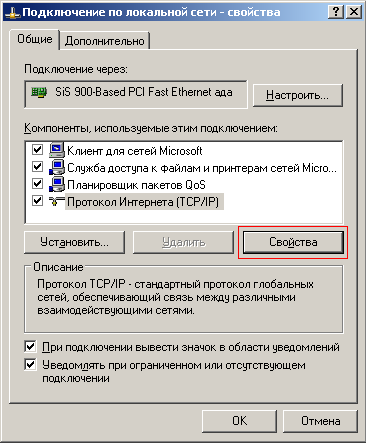 Подключение по локальной сети - свойства
Общие Дополнительно
Подключение через:
SiS 900-Based PCI Fast Ethernet ада
Настроить...
Компоненты, используемые этим подключением:
Клиент для сетей Microsoft
Служба доступа к файлам и принтерам сетей Micro...
Планировщик пакетов QoS
Протокол Интернета (TCP/IP)
Установить... Удалить Свойства
Описание
Протокол TCP/IP - стандартный протокол глобальных
сетей, обеспечивающий связь между различными
взаимодействующими сетями.
При подключении вывести значок в области уведомлений
Уведомлять при ограниченном или отсутствующем
подключении
OK Отмена